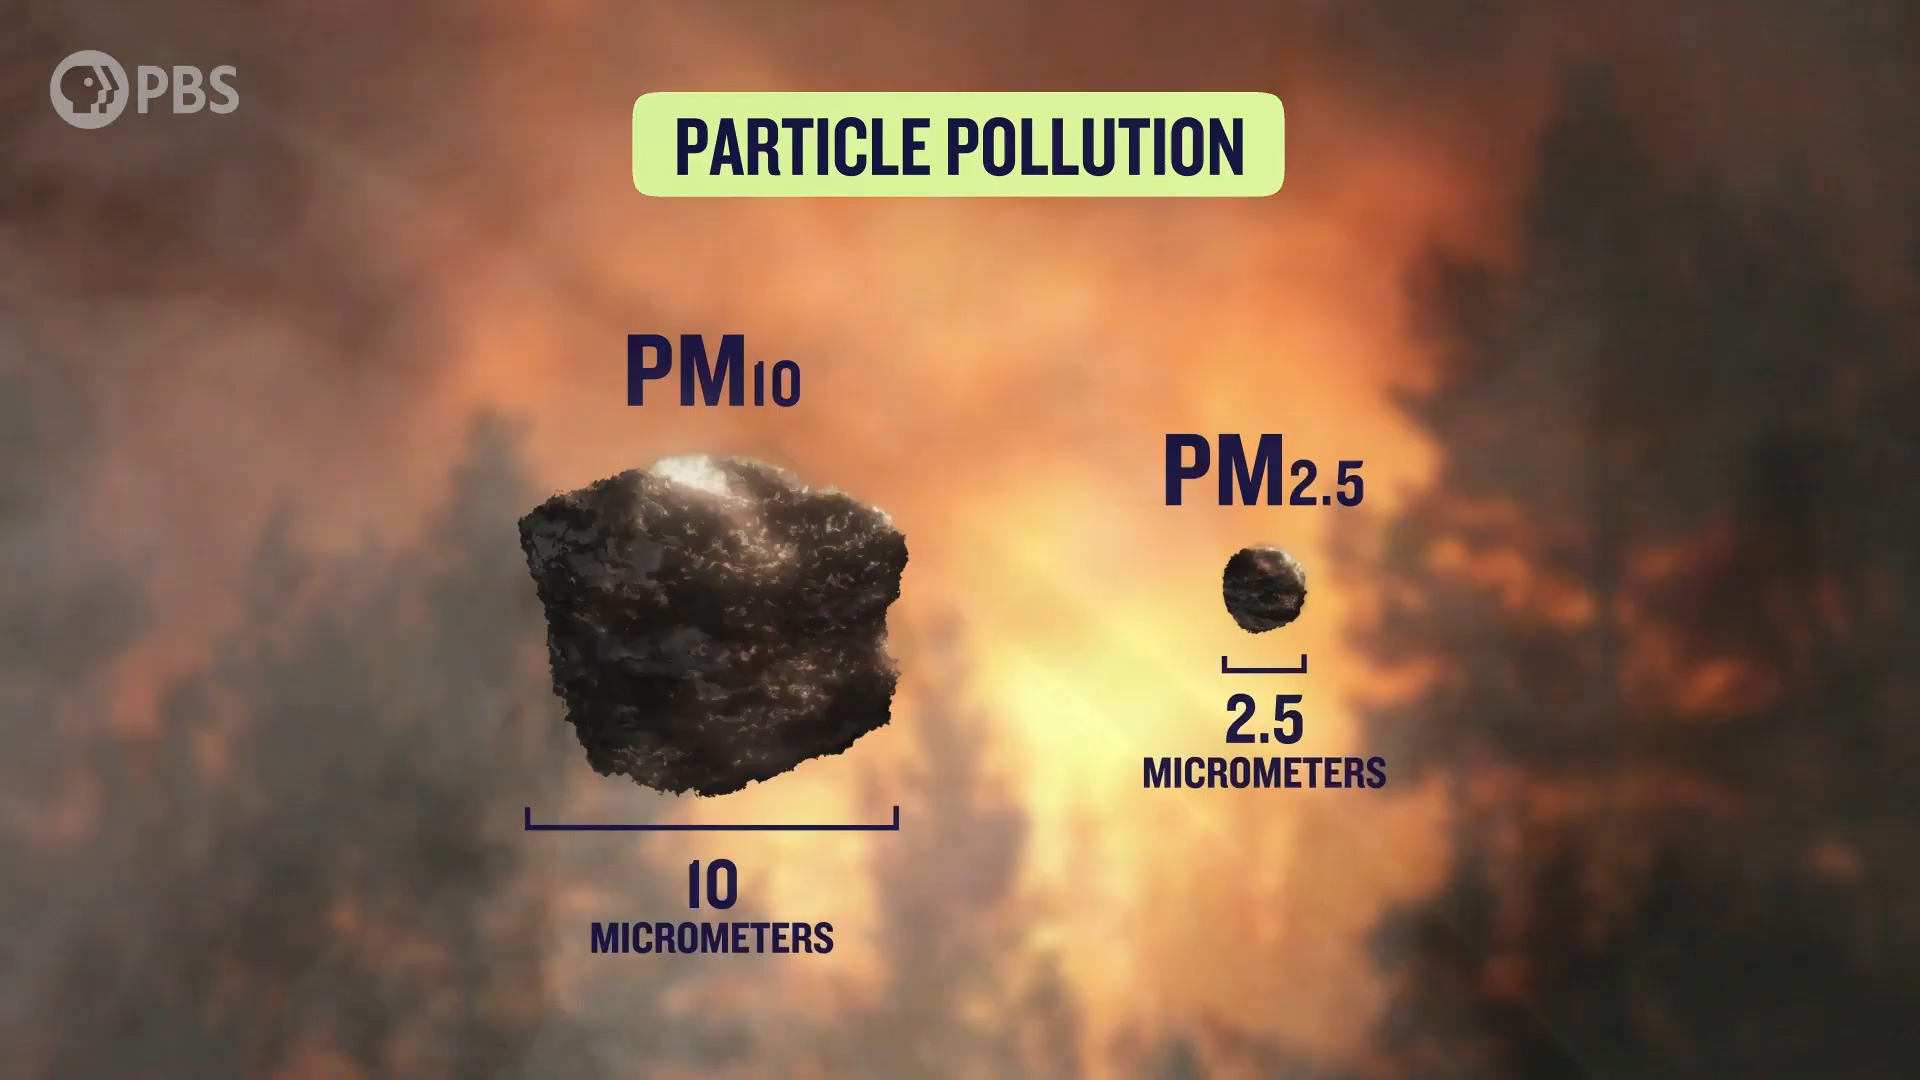 PBS
PARTICLE POLLUTION
PM10
PM2.5
2.5
MICROMETERS
10
MICROMETERS